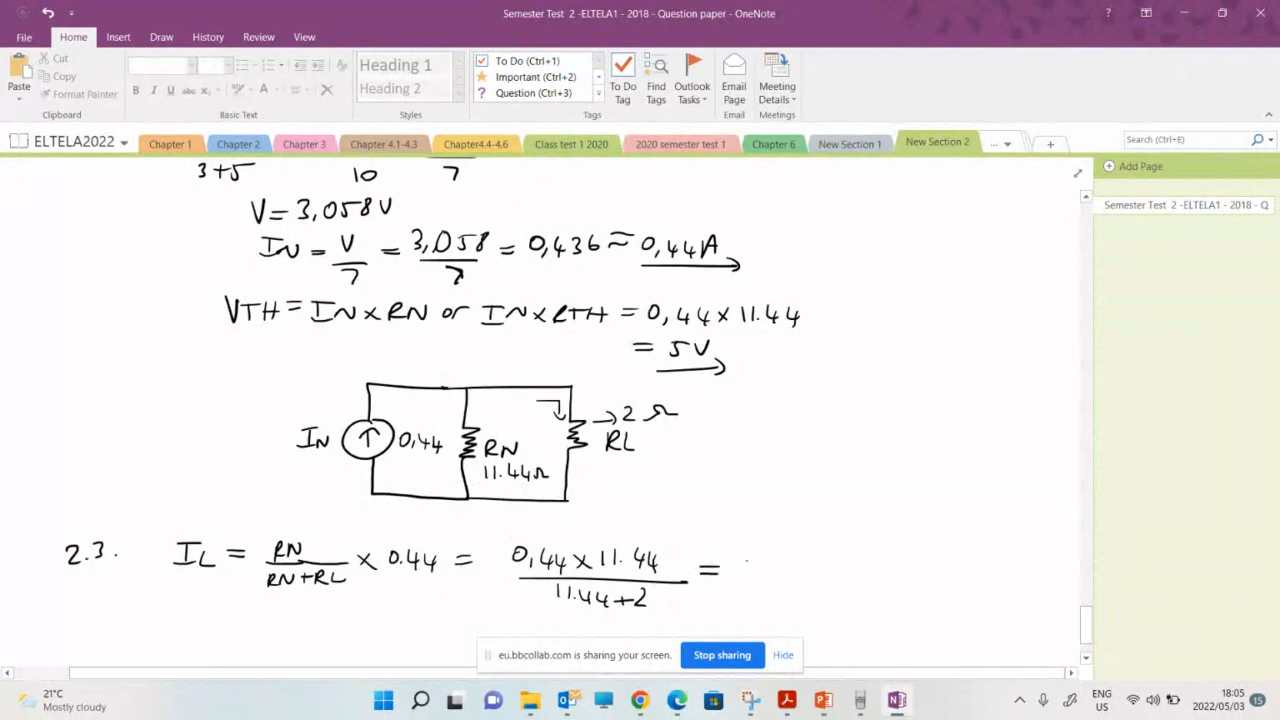 Semester Test 2 -ELTELA1 - 2018 - Question paper - OneNote
File Home Insert Draw History Review View
Paste
Cut
Copy
Format Painter
Clipboard
B I U abc
Basic Text
Heading 1
Heading 2
Styles
To Do (Ctrl+1)
Important (Ctrl+2)
Question (Ctrl+3)
To Do Tag
Find Tags
Tags
Outlook Tasks
Email Page
Email
Meeting Details
Meetings
ELTELA2022
Chapter 1 Chapter 2 Chapter 3 Chapter 4.1-4.3 Chapter4.4-4.6 Class test 1 2020 2020 semester test 1 Chapter 6 New Section 1 New Section 2 ...
Search (Ctrl+E)
Add Page
Semester Test 2 -ELTELA1 - 2018 - Q
3+5 10 7
V = 3,058V
IN = V/7 = 3,058/7 = 0,436 ≈ 0,44A
VTH = IN x RN or IN x RTH = 0,44 x 11.44
= 5V
IN 0,44
RN
11.44Ω
2 Ω
RL
2.3. IL = RN/RN+RL x 0.44 = 0,44 x 11.44/11.44+2 =
eu.bbcollab.com is sharing your screen. Stop sharing Hide
21°C
Mostly cloudy
ENG
US
18:05
2022/05/03
15